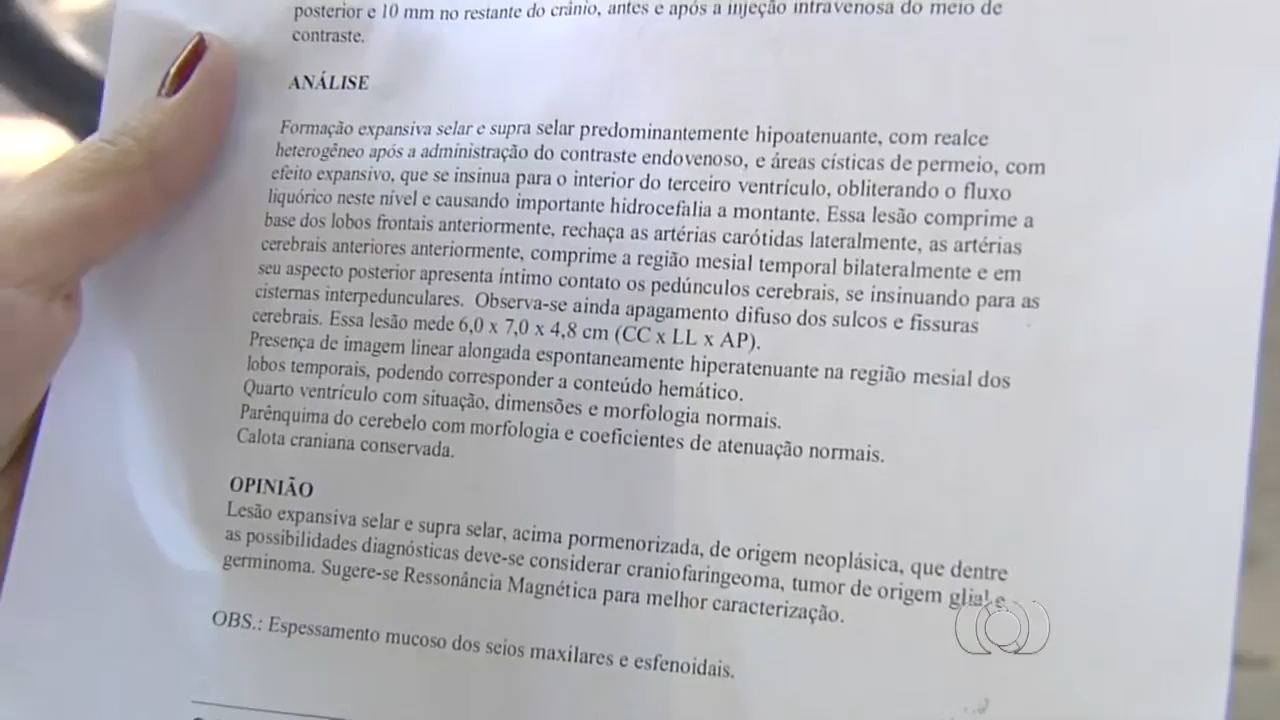 posterior e 10 mm no restante do crânio, antes e após a injeção intravenosa do meio de
contraste.
ANÁLISE
Formação expansiva selar e supra selar predominantemente hipoatenuante, com realce
heterogêneo após a administração do contraste endovenoso, e áreas císticas de permeio, com
efeito expansivo, que se insinua para o interior do terceiro ventrículo, obliterando o fluxo
liquórico neste nível e causando importante hidrocefalia a montante. Essa lesão comprime a
base dos lobos frontais anteriormente, rechaça as artérias carótidas lateralmente, as artérias
cerebrais anteriores anteriormente, comprime a região mesial temporal bilateralmente e em
seu aspecto posterior apresenta íntimo contato os pedúnculos cerebrais, se insinuando para as
cisternas interpedunculares. Observa-se ainda apagamento difuso dos sulcos e fissuras
cerebrais. Essa lesão mede 6,0 x 7,0 x 4,8 cm (CC x LL x AP).
Presença de imagem linear alongada espontaneamente hiperatenuante na região mesial dos
lobos temporais, podendo corresponder a conteúdo hemático.
Quarto ventrículo com situação, dimensões e morfologia normais.
Parênquima do cerebelo com morfologia e coeficientes de atenuação normais.
Calota craniana conservada.
OPINIÃO
Lesão expansiva selar e supra selar, acima pormenorizada, de origem neoplásica, que dentre
as possibilidades diagnósticas deve-se considerar craniofaringeoma, tumor de origem glial e
germinoma. Sugere-se Ressonância Magnética para melhor caracterização.
OBS.: Espessamento mucoso dos seios maxilares e esfenoidais.